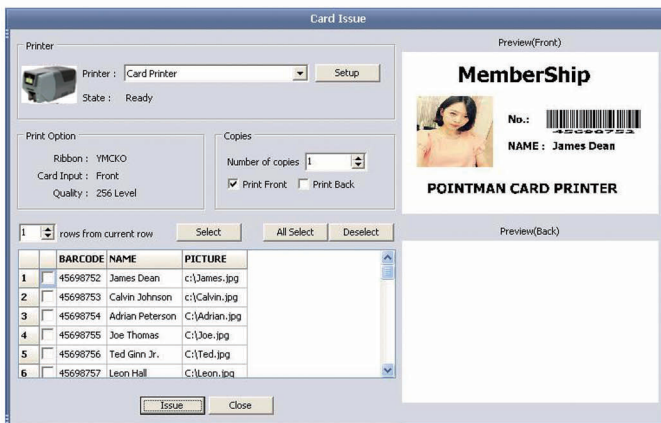 Card Issue
Printer
Printer : Card Printer
Setup
State : Ready
Print Option
Ribbon : YMCKO
Card Input : Front
Quality : 256 Level
Copies
Number of copies 1
Print Front Print Back
1 rows from current row
Select
All Select
Deselect
BARCODE NAME PICTURE
1 45698752 James Dean c:\James.jpg
2 45698753 Calvin Johnson c:\Calvin.jpg
3 45698754 Adrian Peterson C:\Adrian.jpg
4 45698755 Joe Thomas C:\Joe.jpg
5 45698756 Ted Ginn Jr. C:\Ted.jpg
6 45698757 Leon Hall C:\Leon.jpg
Issue
Close
Preview(Front)
MemberShip
No.:
45698752
NAME : James Dean
POINTMAN CARD PRINTER
Preview(Back)